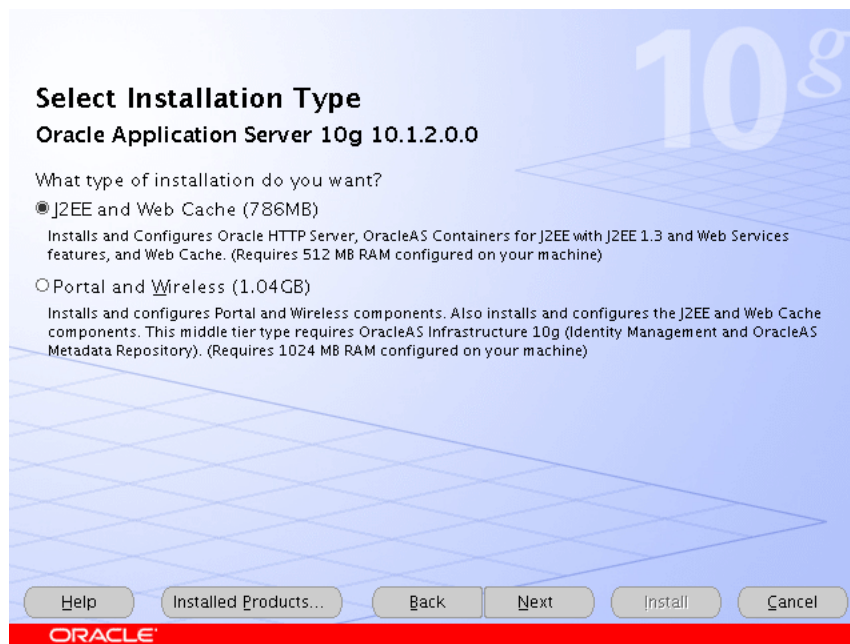 10g
Select Installation Type
Oracle Application Server 10g 10.1.2.0.0
What type of installation do you want?
J2EE and Web Cache (786MB)
Installs and Configures Oracle HTTP Server, OracleAS Containers for J2EE with J2EE 1.3 and Web Services
features, and Web Cache. (Requires 512 MB RAM configured on your machine)
Portal and Wireless (1.04GB)
Installs and configures Portal and Wireless components. Also installs and configures the J2EE and Web Cache
components. This middle tier type requires OracleAS Infrastructure 10g (Identity Management and OracleAS
Metadata Repository). (Requires 1024 MB RAM configured on your machine)
Help Installed Products... Back Next Install Cancel
ORACLE